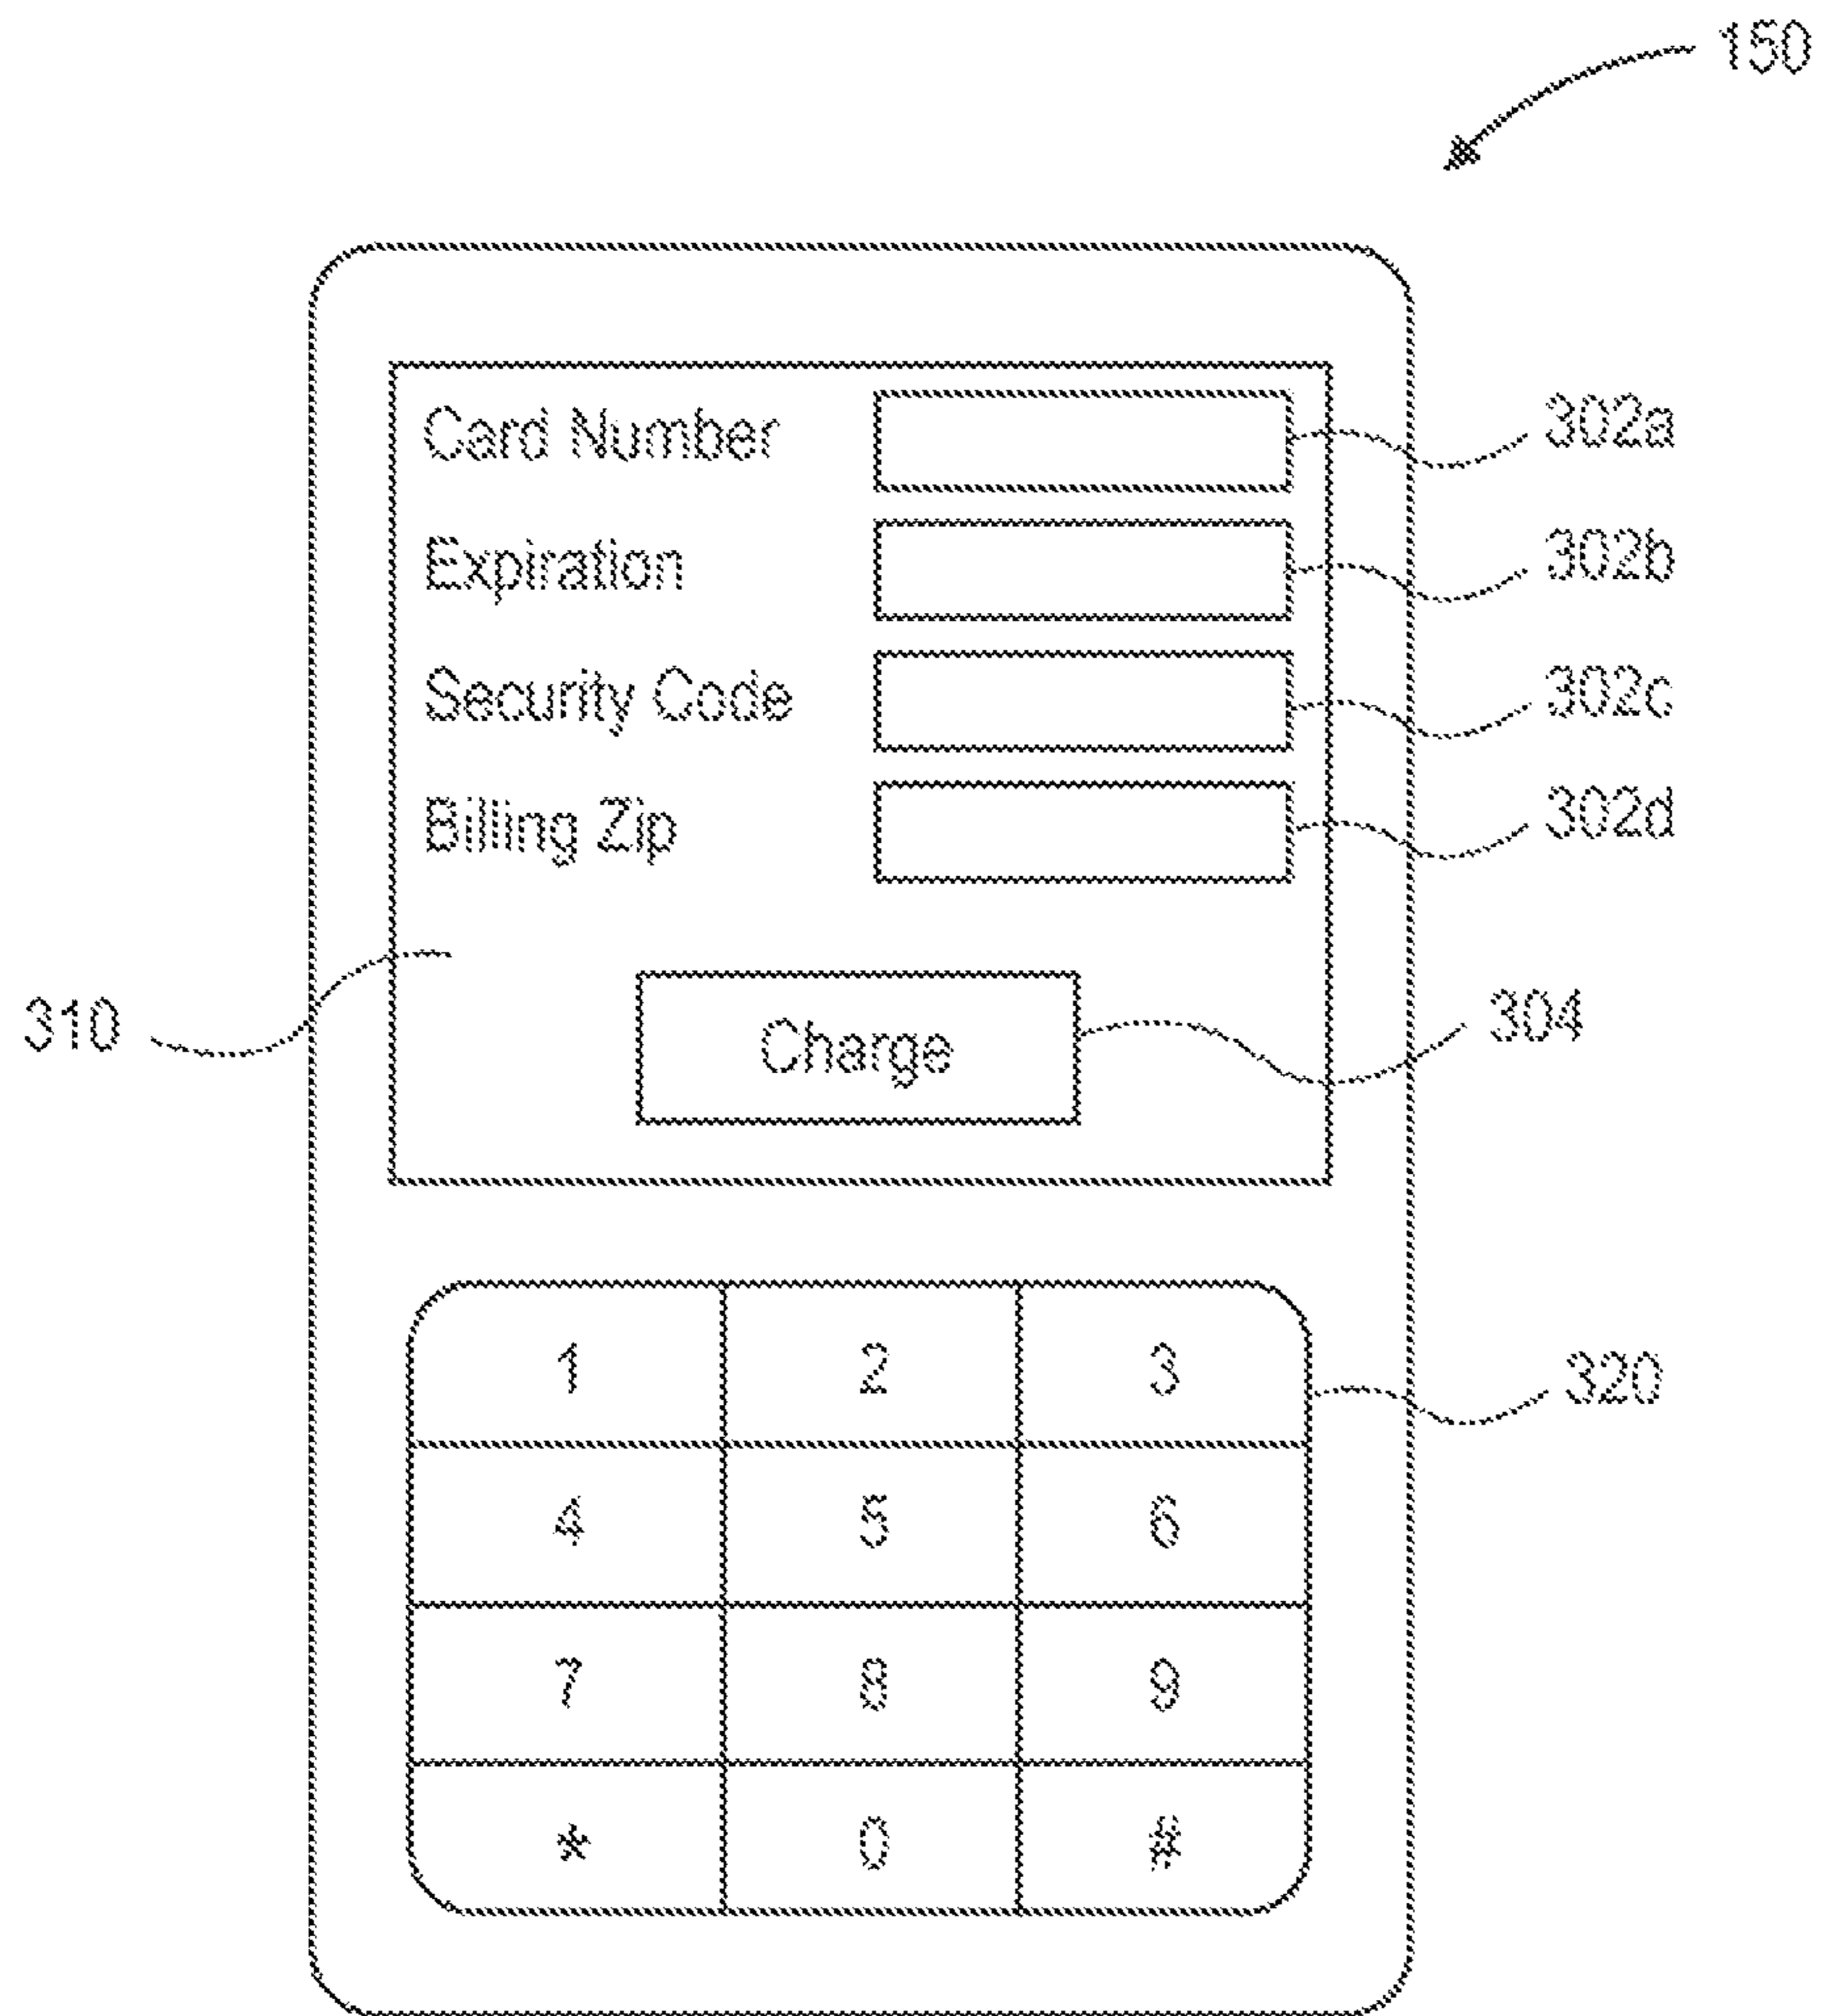 150
Card Number 302a
Expiration 302b
Security Code 302c
Billing Zip 302d
310 Charge 304
1 2 3 320
4 5 6
7 8 9
* 0 #